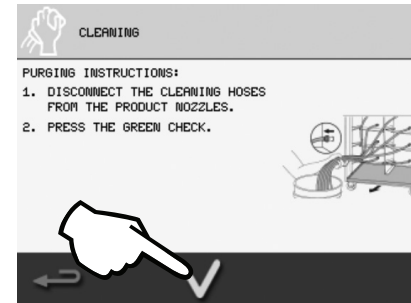 CLEANING
PURGING INSTRUCTIONS:
1. DISCONNECT THE CLEANING HOSES
FROM THE PRODUCT NOZZLES.
2. PRESS THE GREEN CHECK.